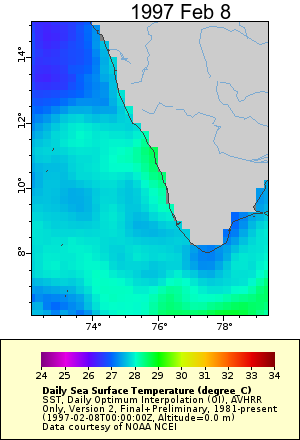 1997 Feb 8
14°
12°
10°
8°
74° 76° 78°
24 25 26 27 28 29 30 31 32 33 34
Daily Sea Surface Temperature (degree_C)
SST, Daily Optimum Interpolation (OI), AVHRR
Only, Version 2, Final+Preliminary, 1981-present
(1997-02-08T00:00:00Z, Altitude=0.0 m)
Data courtesy of NOAA NCEI